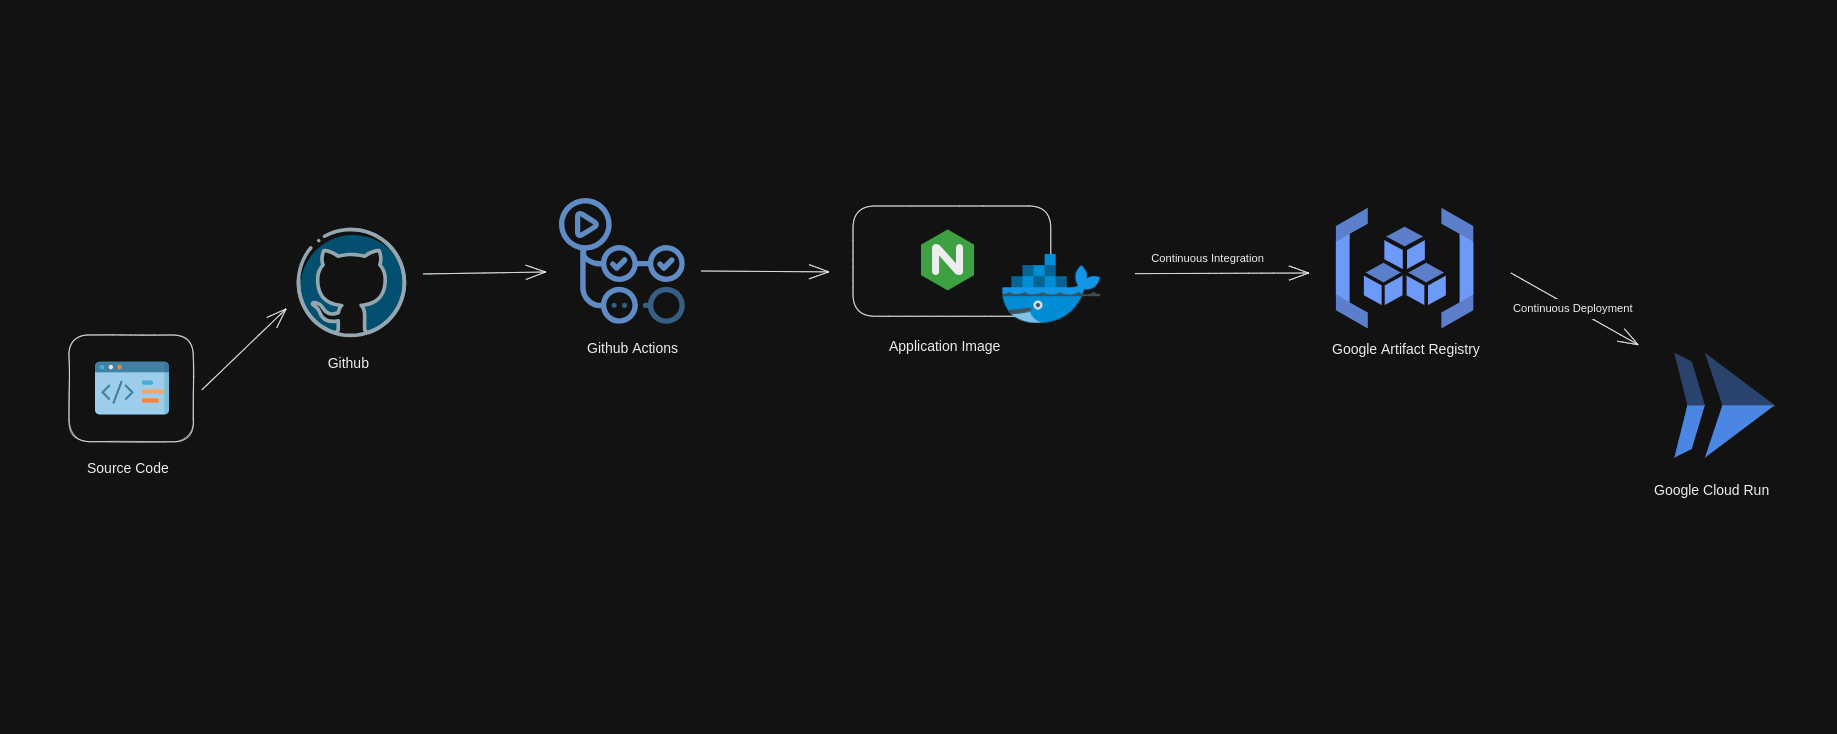 Source Code
Github
Github Actions
Application Image
Continuous Integration
Google Artifact Registry
Continuous Deployment
Google Cloud Run